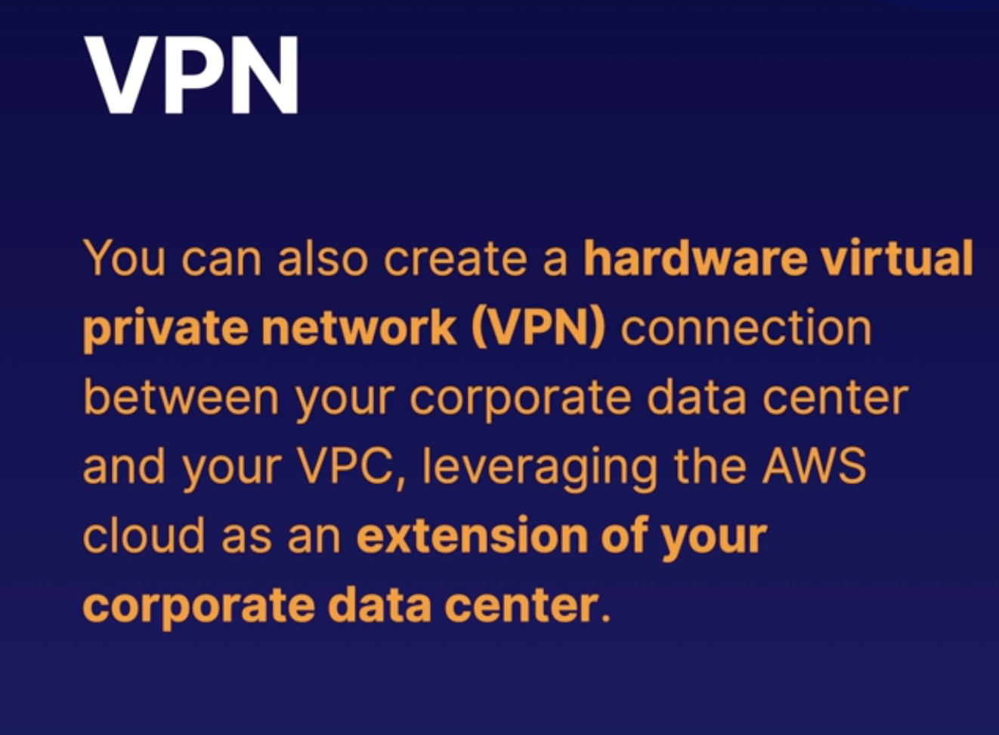 VPN
You can also create a hardware virtual
private network (VPN) connection
between your corporate data center
and your VPC, leveraging the AWS
cloud as an extension of your
corporate data center.